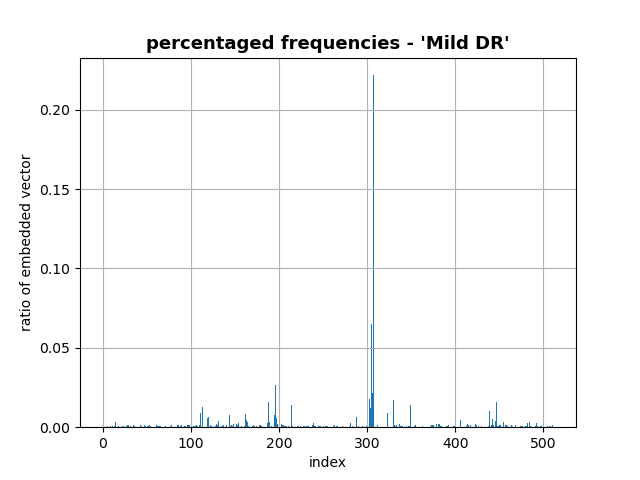 percentaged frequencies - 'Mild DR'
ratio of embedded vector
0.20
0.15
0.10
0.05
0.00
0 100 200 300 400 500
index